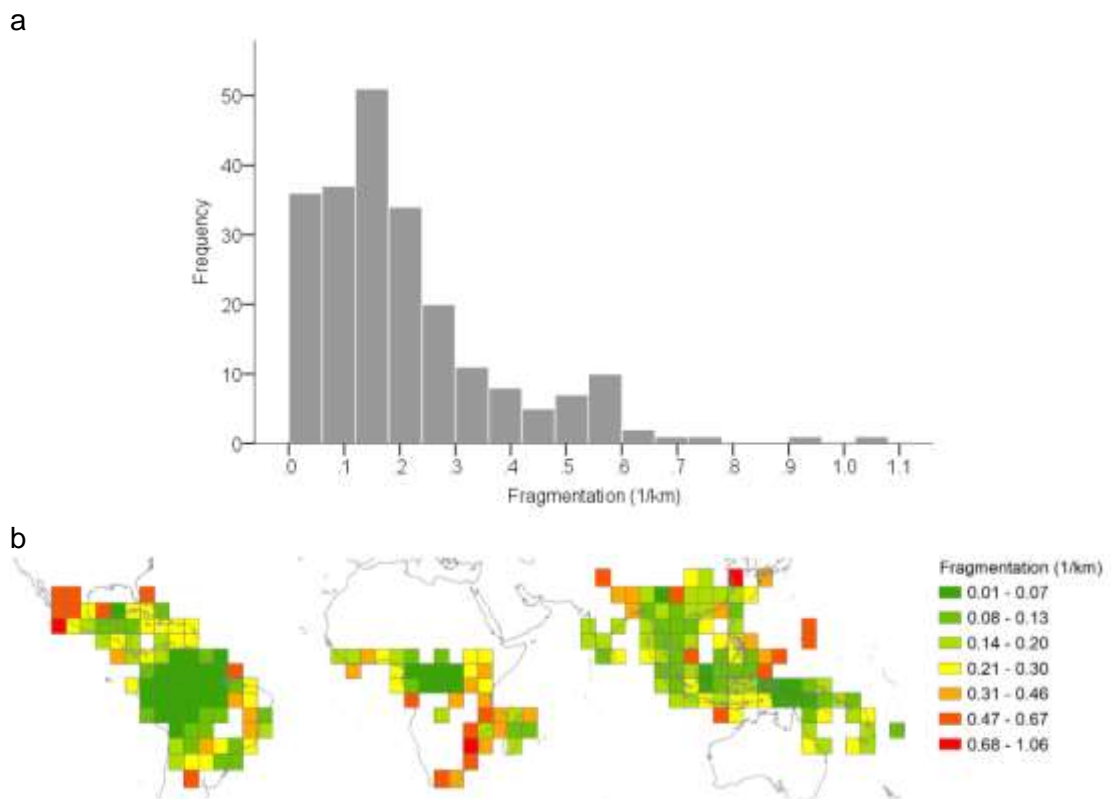 a
50
40
30
20
10
0
Frequency
0 .1 .2 .3 .4 .5 .6 .7 .8 .9 1.0 1.1
Fragmentation (1/km)
b
Fragmentation (1/km)
0.01 - 0.07
0.08 - 0.13
0.14 - 0.20
0.21 - 0.30
0.31 - 0.46
0.47 - 0.67
0.68 - 1.06